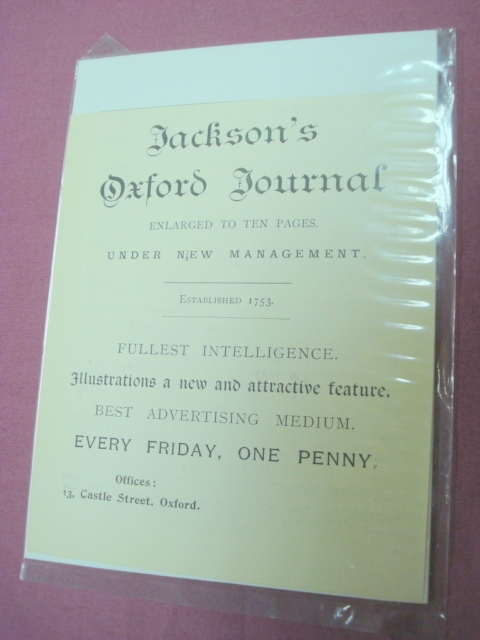 Jackson's
Oxford Journal
ENLARGED TO TEN PAGES.
UNDER NEW MANAGEMENT.
ESTABLISHED 1753.
FULLEST INTELLIGENCE.
Illustrations a new and attractive feature.
BEST ADVERTISING MEDIUM.
EVERY FRIDAY, ONE PENNY.
Offices:
13, Castle Street, Oxford.